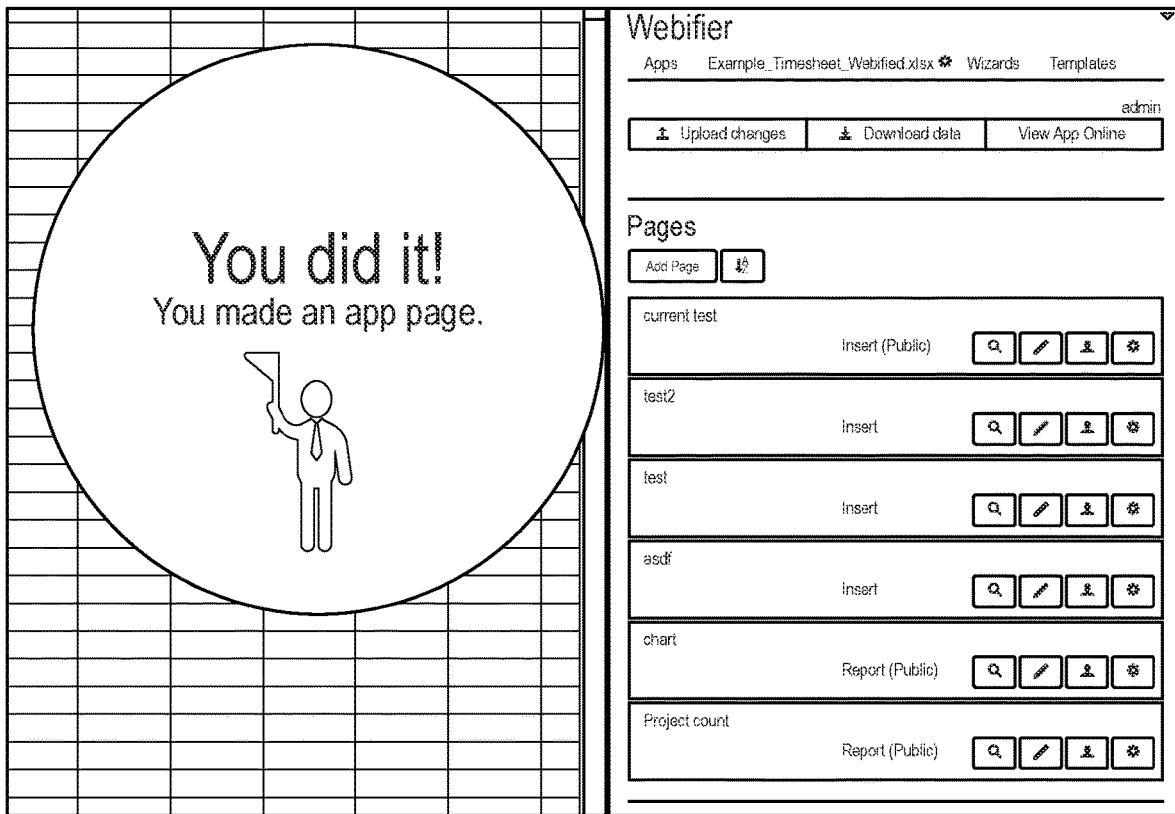 You did it!
You made an app page.
Webifier
Apps Example_Timesheet_Webified.xlsx Wizards Templates
admin
Upload changes Download data View App Online
Pages
Add Page
current test
Insert (Public)
test2
Insert
test
Insert
asdf
Insert
chart
Report (Public)
Project count
Report (Public)